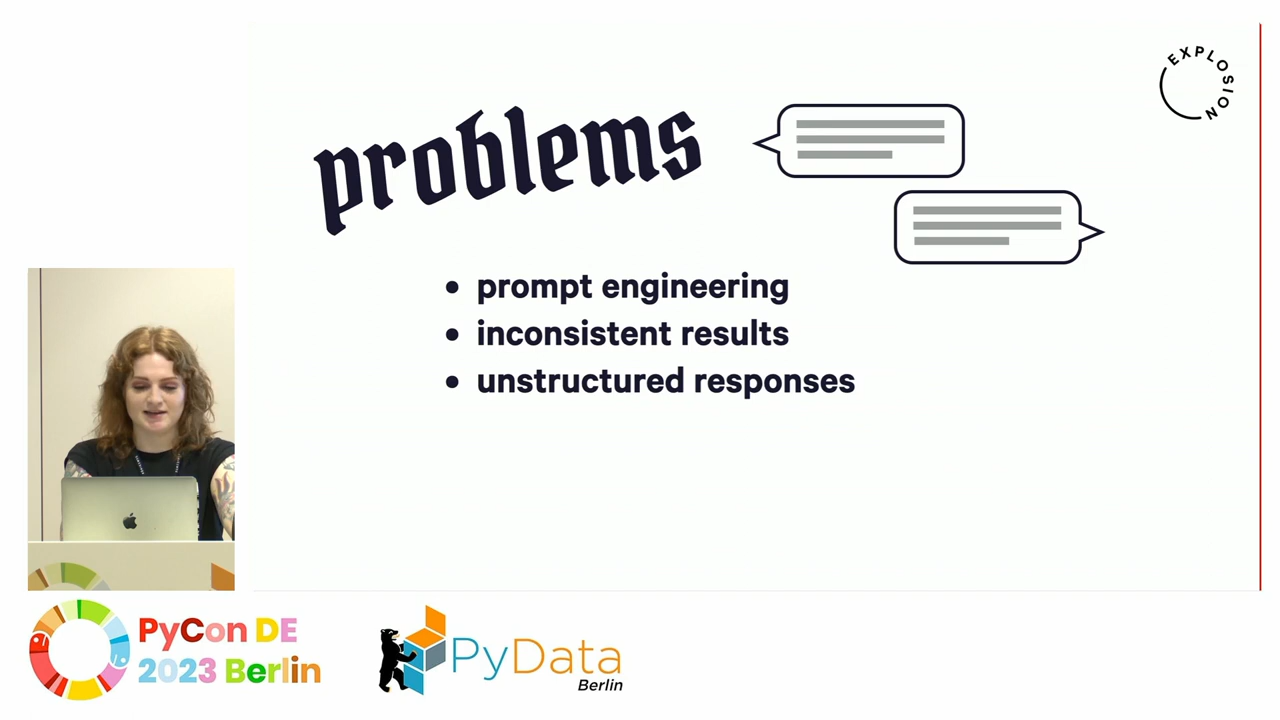 EXPLOSION
problems
prompt engineering
inconsistent results
unstructured responses
PyCon DE
2023 Berlin
PyData
Berlin